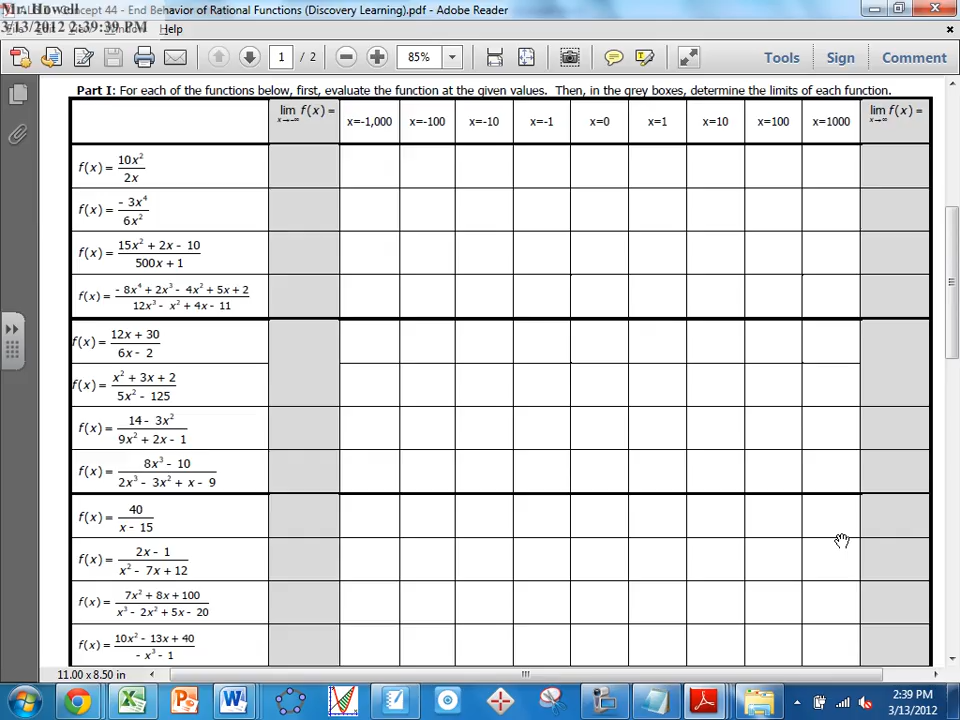 Mr. Howell
3/13/2012 2:39:39 PM
Concept 44 - End Behavior of Rational Functions (Discovery Learning).pdf - Adobe Reader
Help
1 / 2
85%
Tools Sign Comment
Part I: For each of the functions below, first, evaluate the function at the given values. Then, in the grey boxes, determine the limits of each function.
lim f(x) = x→-∞ x=-1,000 x=-100 x=-10 x=-1 x=0 x=1 x=10 x=100 x=1000 lim f(x) = x→∞
f(x) = 10x² / 2x
f(x) = -3x⁴ / 6x²
f(x) = 15x² + 2x - 10 / 500x + 1
f(x) = -8x⁴ + 2x³ - 4x² + 5x + 2 / 12x³ - x² + 4x - 11
f(x) = 12x + 30 / 6x - 2
f(x) = x² + 3x + 2 / 5x² - 125
f(x) = 14 - 3x² / 9x² + 2x - 1
f(x) = 8x³ - 10 / 2x³ - 3x² + x - 9
f(x) = 40 / x - 15
f(x) = 2x - 1 / x² - 7x + 12
f(x) = 7x² + 8x + 100 / x³ - 2x² + 5x - 20
f(x) = 10x² - 13x + 40 / -x³ - 1
11.00 x 8.50 in
2:39 PM
3/13/2012